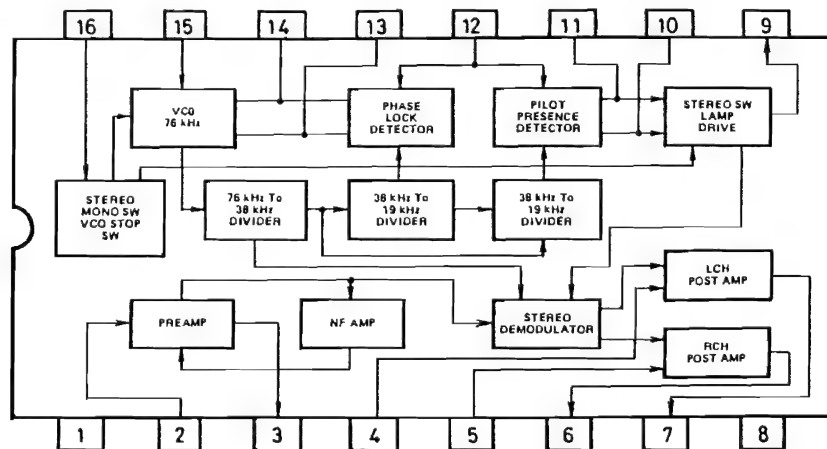 16 15 14 13 12 11 10 9
VCO
76 kHz
PHASE
LOCK
DETECTOR
PILOT
PRESENCE
DETECTOR
STEREO SW
LAMP
DRIVE
STEREO
MONO SW
VCO STOP
SW
76 kHz To
38 kHz
DIVIDER
38 kHz To
19 kHz
DIVIDER
38 kHz To
19 kHz
DIVIDER
PREAMP
NF AMP
STEREO
DEMODULATOR
LCH
POST AMP
RCH
POST AMP
1 2 3 4 5 6 7 8